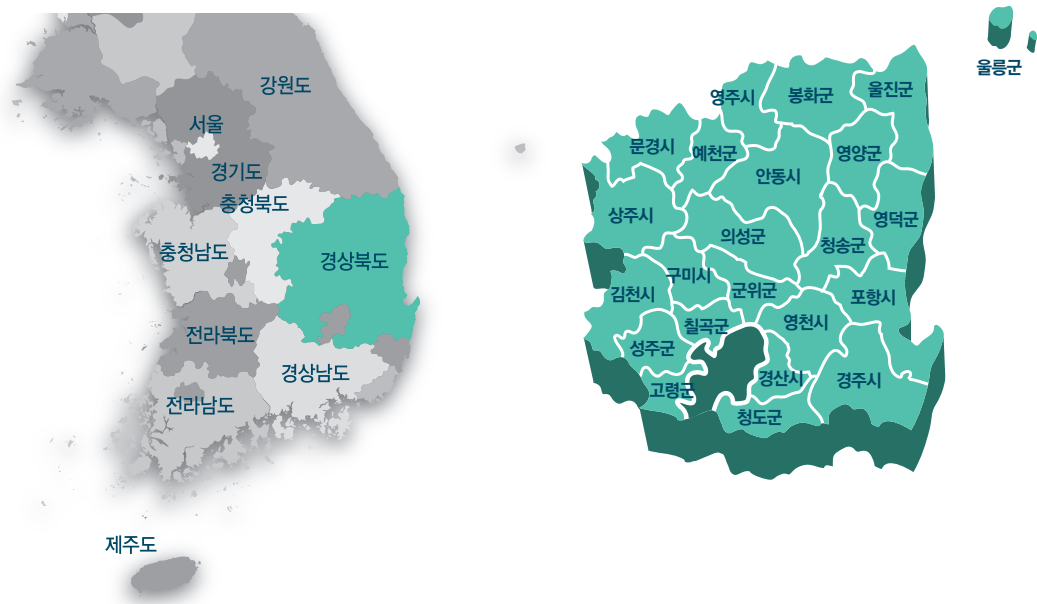 강원도
서울
경기도
충청북도
충청남도
경상북도
전라북도
경상남도
전라남도
제주도
울릉군
울진군
봉화군
영주시
문경시
예천군
영양군
안동시
상주시
영덕군
의성군
청송군
구미시
군위군
김천시
포항시
칠곡군
영천시
성주군
경산시
경주시
고령군
청도군